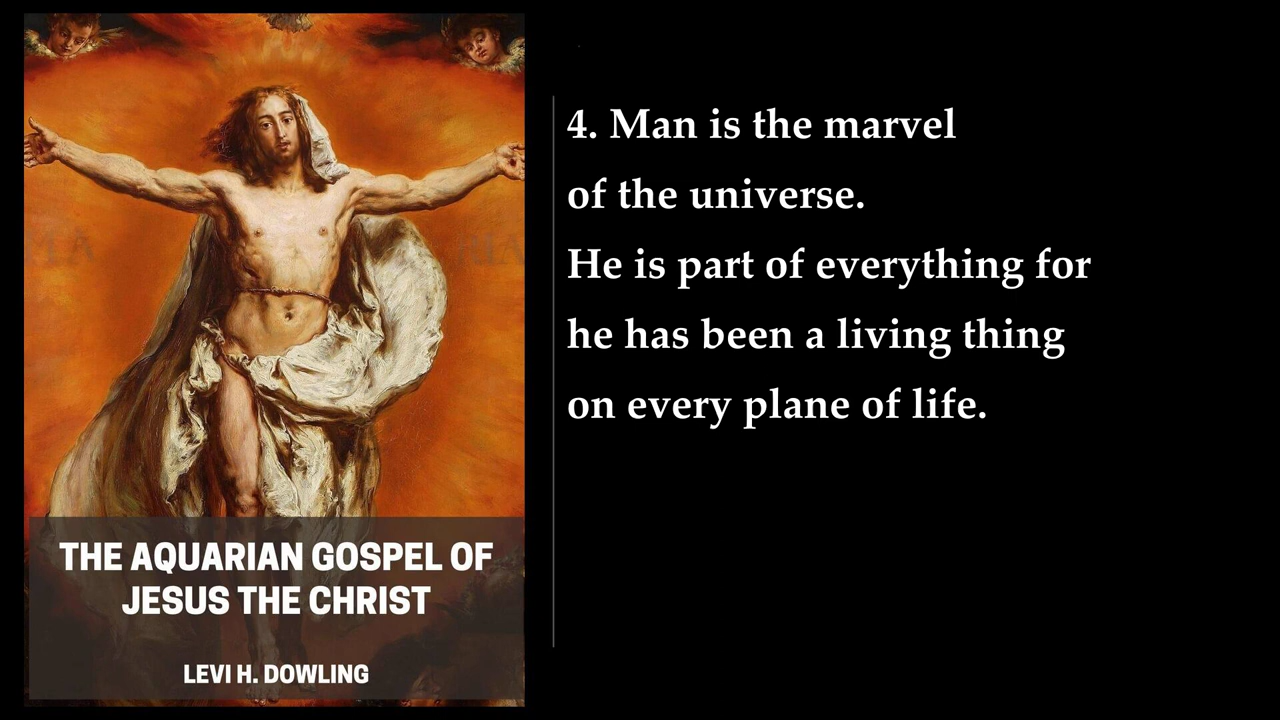 4. Man is the marvel
of the universe.
He is part of everything for
he has been a living thing
on every plane of life.
THE AQUARIAN GOSPEL OF
JESUS THE CHRIST
LEVI H. DOWLING